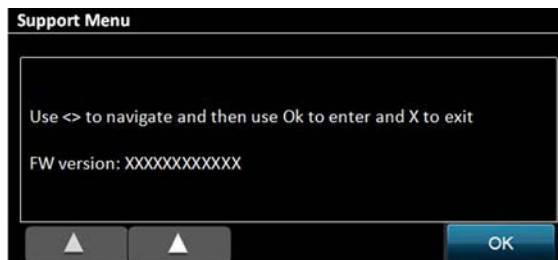 Support Menu
Use <> to navigate and then use Ok to enter and X to exit
FW version: XXXXXXXXXXXX
OK